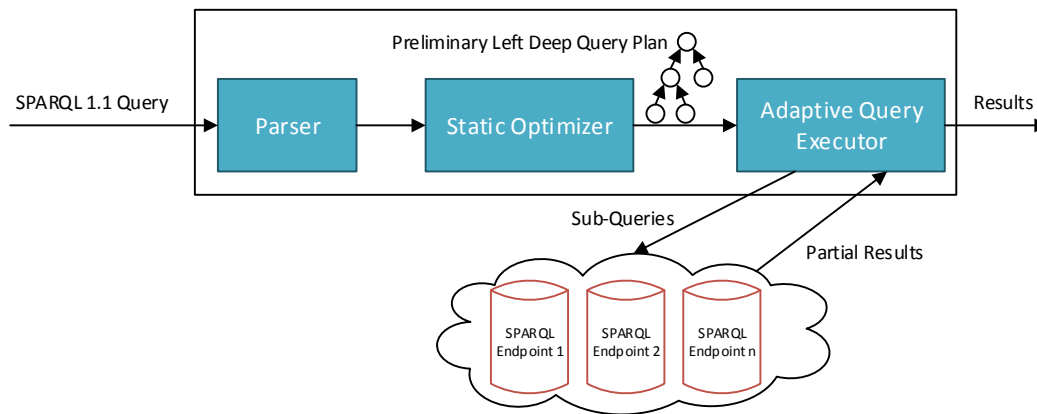 Preliminary Left Deep Query Plan
SPARQL 1.1 Query
Parser
Static Optimizer
Adaptive Query
Executor
Results
Sub-Queries
Partial Results
SPARQL
Endpoint 1
SPARQL
Endpoint 2
SPARQL
Endpoint n